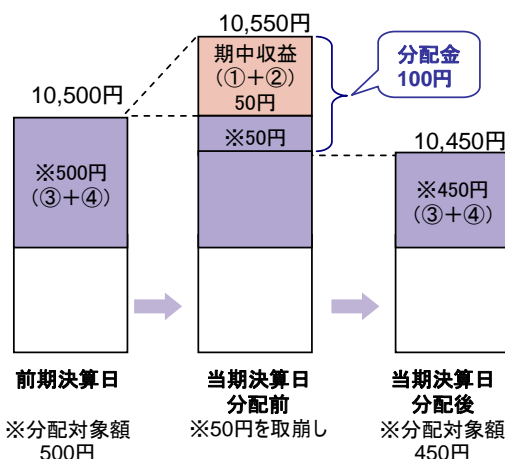 10,550円
期中収益
(①+②)
50円
分配金
100円
10,500円
※50円
10,450円
※500円
(③+④)
※450円
(③+④)
前期決算日
当期決算日
分配前
当期決算日
分配後
※分配対象額
500円
※50円を取崩し
※分配対象額
450円